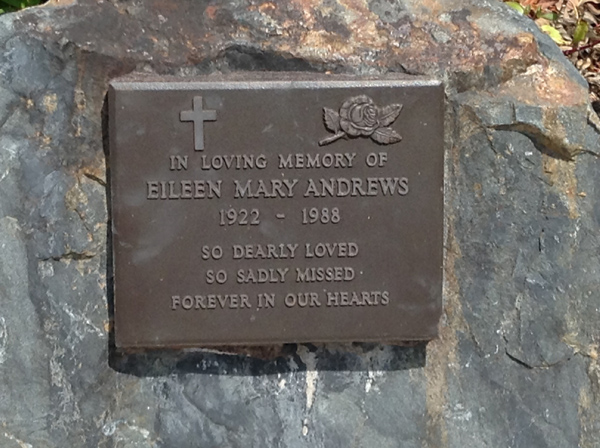 IN LOVING MEMORY OF
EILEEN MARY ANDREWS
1922 - 1988
SO DEARLY LOVED
SO SADLY MISSED
FOREVER IN OUR HEARTS